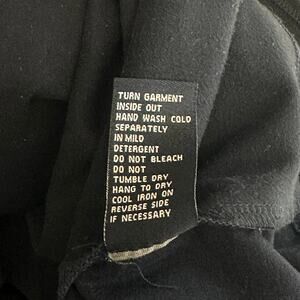 TURN GARMENT
INSIDE OUT
HAND WASH COLD
SEPARATELY
IN MILD
DETERGENT
DO NOT BLEACH
DO NOT
TUMBLE DRY
HANG TO DRY
COOL IRON ON
REVERSE SIDE
IF NECESSARY